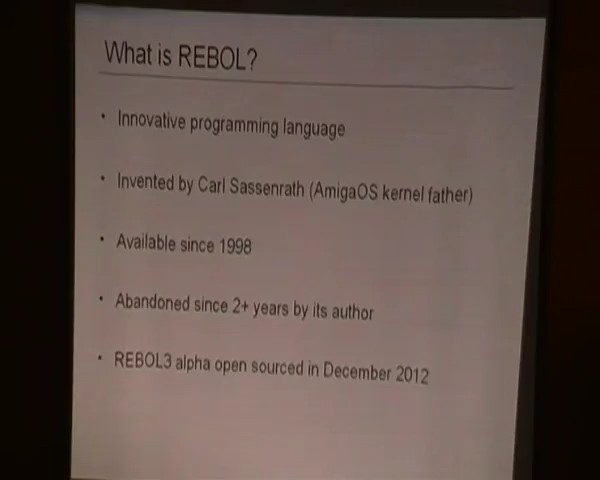 What is REBOL?
• Innovative programming language
• Invented by Carl Sassenrath (AmigaOS kernel father)
• Available since 1998
• Abandoned since 2+ years by its author
• REBOL3 alpha open sourced in December 2012